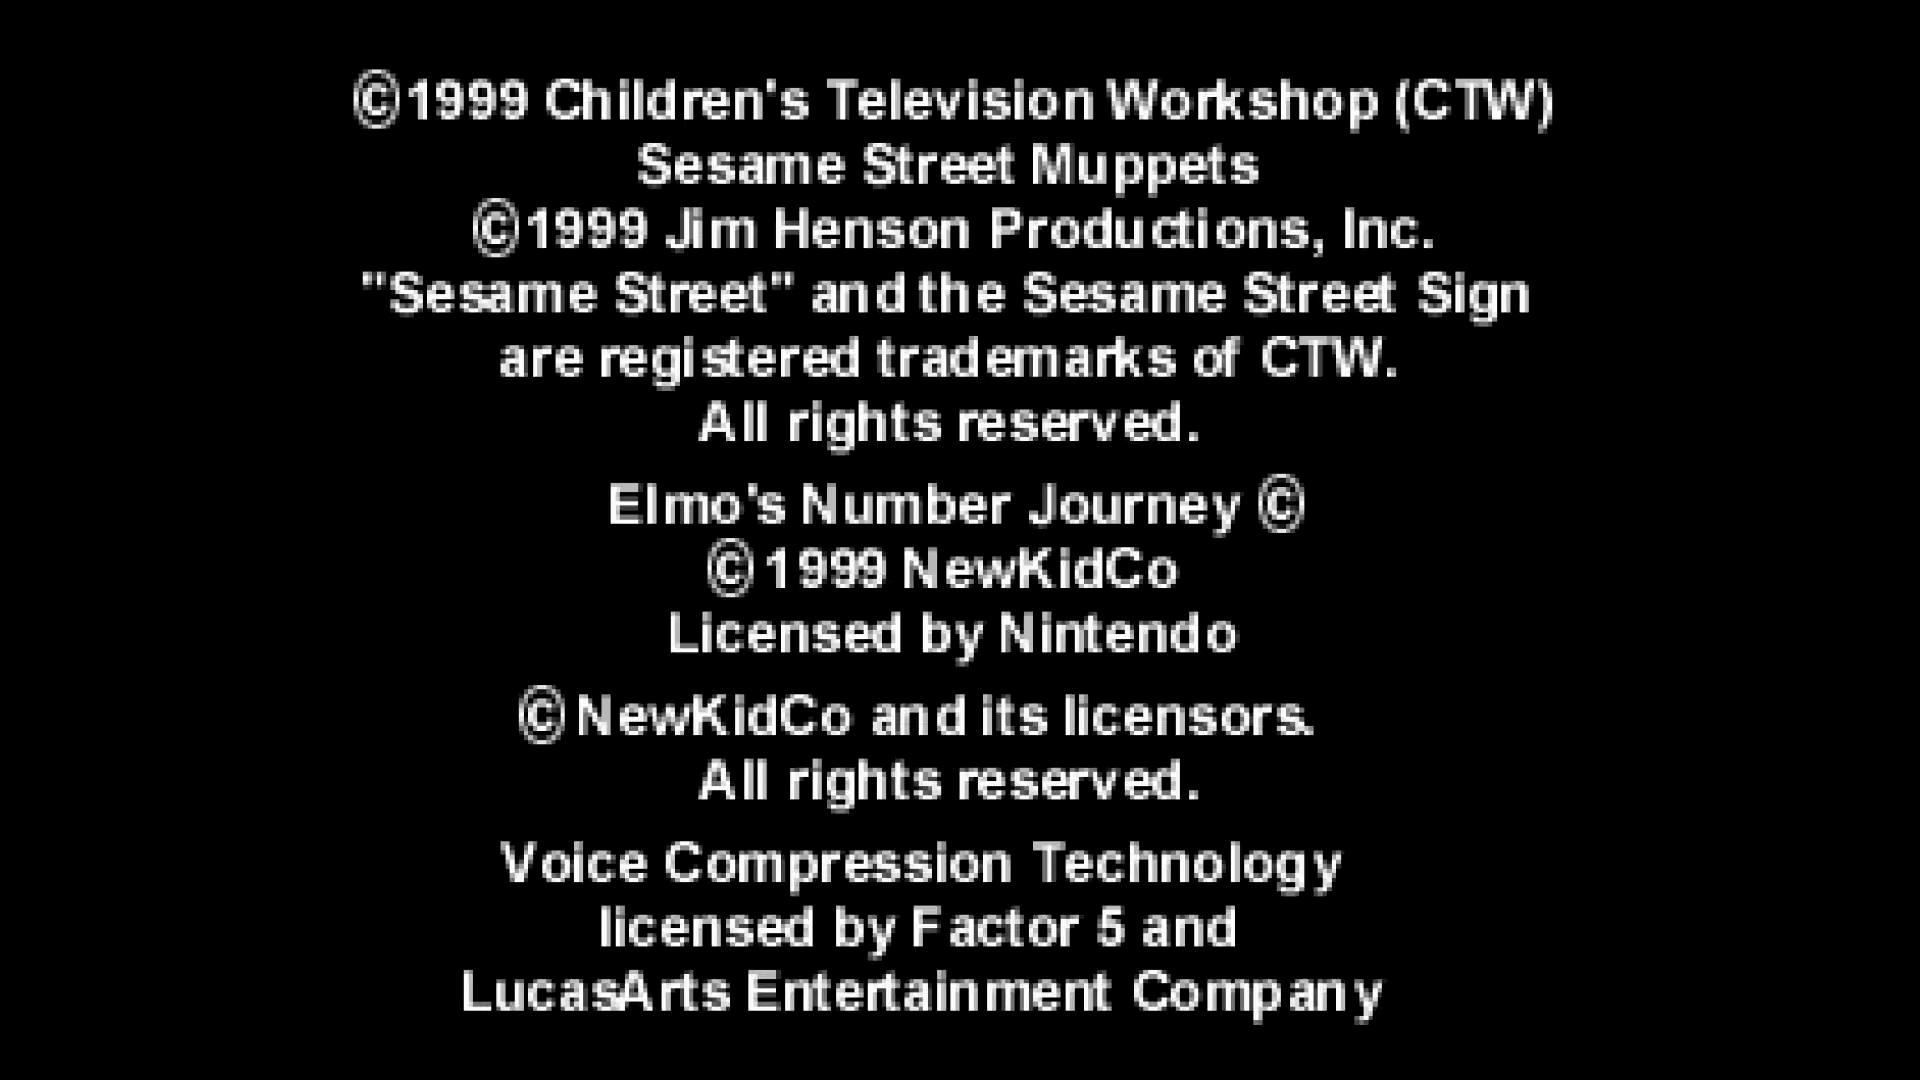 ©1999 Children's Television Workshop (CTW)
Sesame Street Muppets
©1999 Jim Henson Productions, Inc.
"Sesame Street" and the Sesame Street Sign
are registered trademarks of CTW.
All rights reserved.
Elmo's Number Journey ©
© 1999 NewKidCo
Licensed by Nintendo
© NewKidCo and its licensors.
All rights reserved.
Voice Compression Technology
licensed by Factor 5 and
LucasArts Entertainment Company